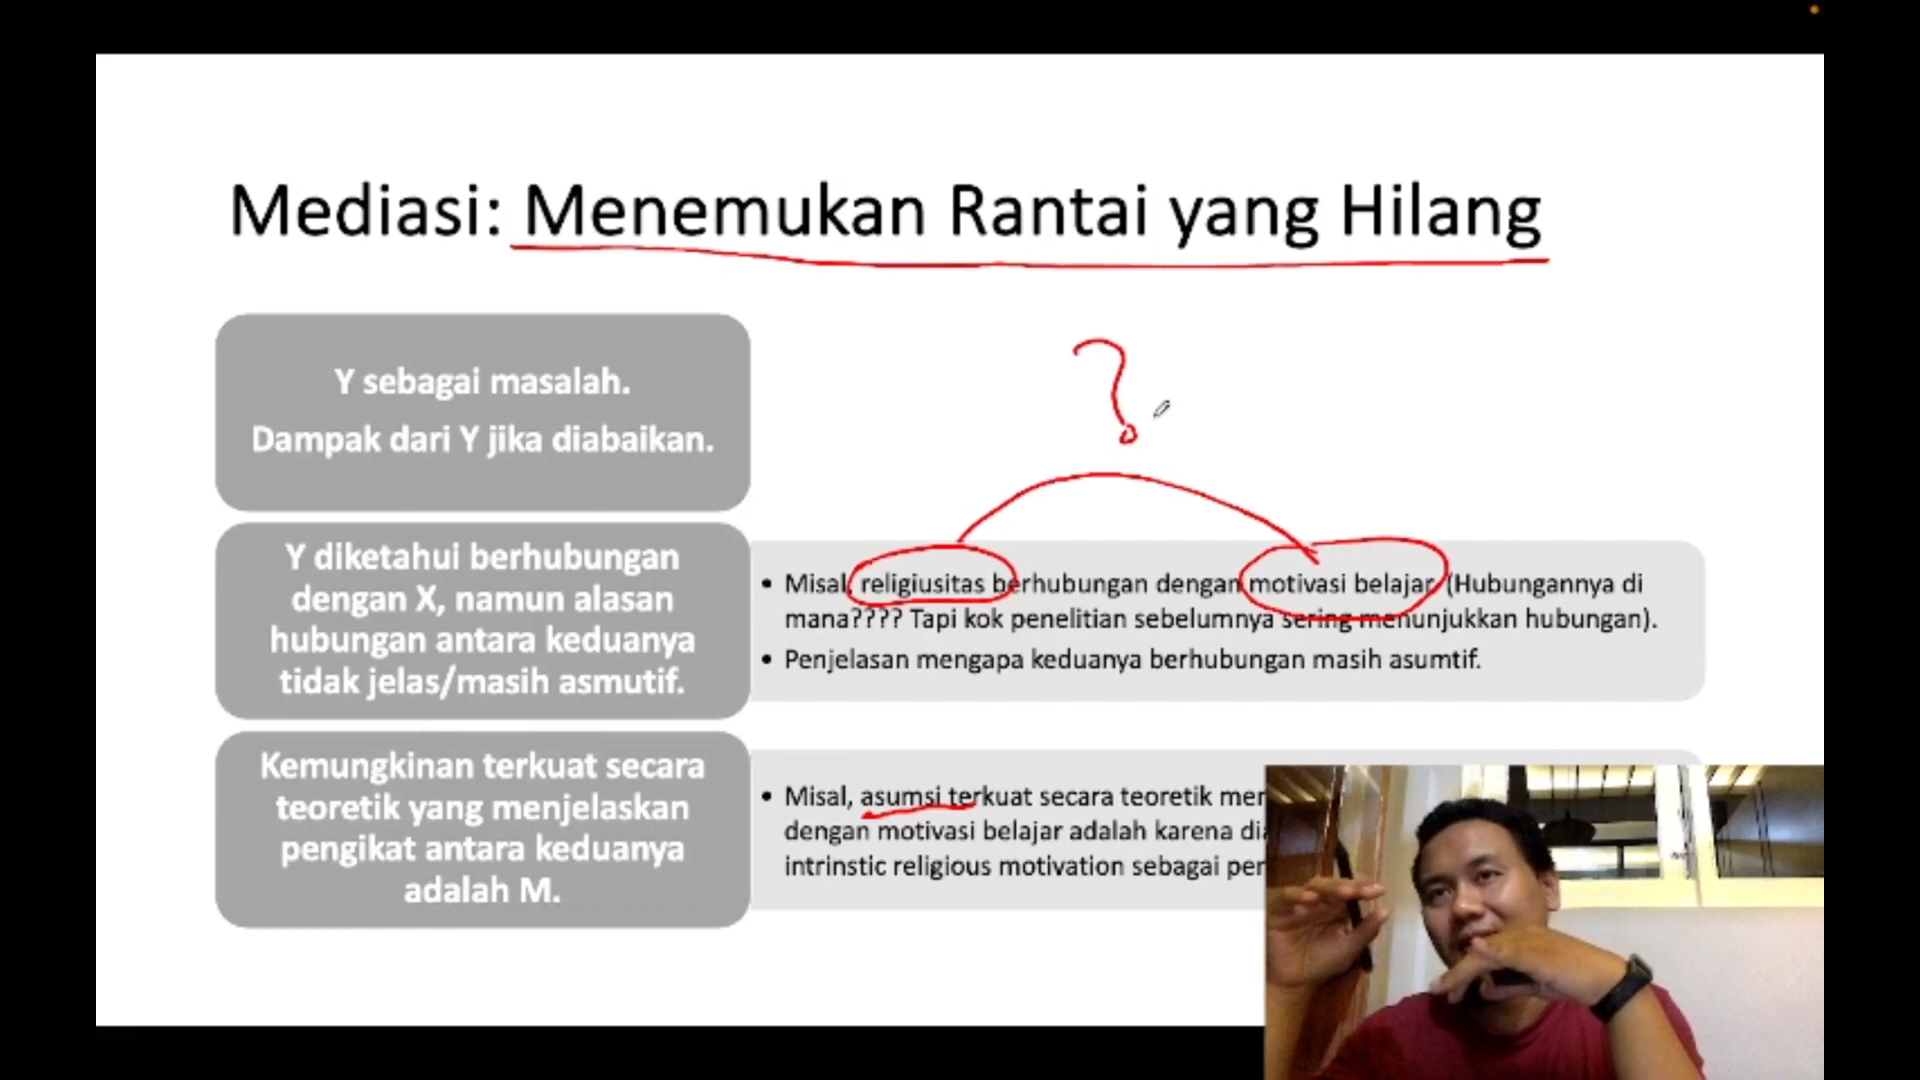 Mediasi: Menemukan Rantai yang Hilang
?
Y sebagai masalah.
Dampak dari Y jika diabaikan.
Y diketahui berhubungan
dengan X, namun alasan
hubungan antara keduanya
tidak jelas/masih asmutif.
• Misal, religiusitas berhubungan dengan motivasi belajar (Hubungannya di
mana???? Tapi kok penelitian sebelumnya sering menunjukkan hubungan).
• Penjelasan mengapa keduanya berhubungan masih asumtif.
Kemungkinan terkuat secara
teoretik yang menjelaskan
pengikat antara keduanya
adalah M.
• Misal, asumsi terkuat secara teoretik
dengan motivasi belajar adalah karena
intrinstic religious motivation sebagai